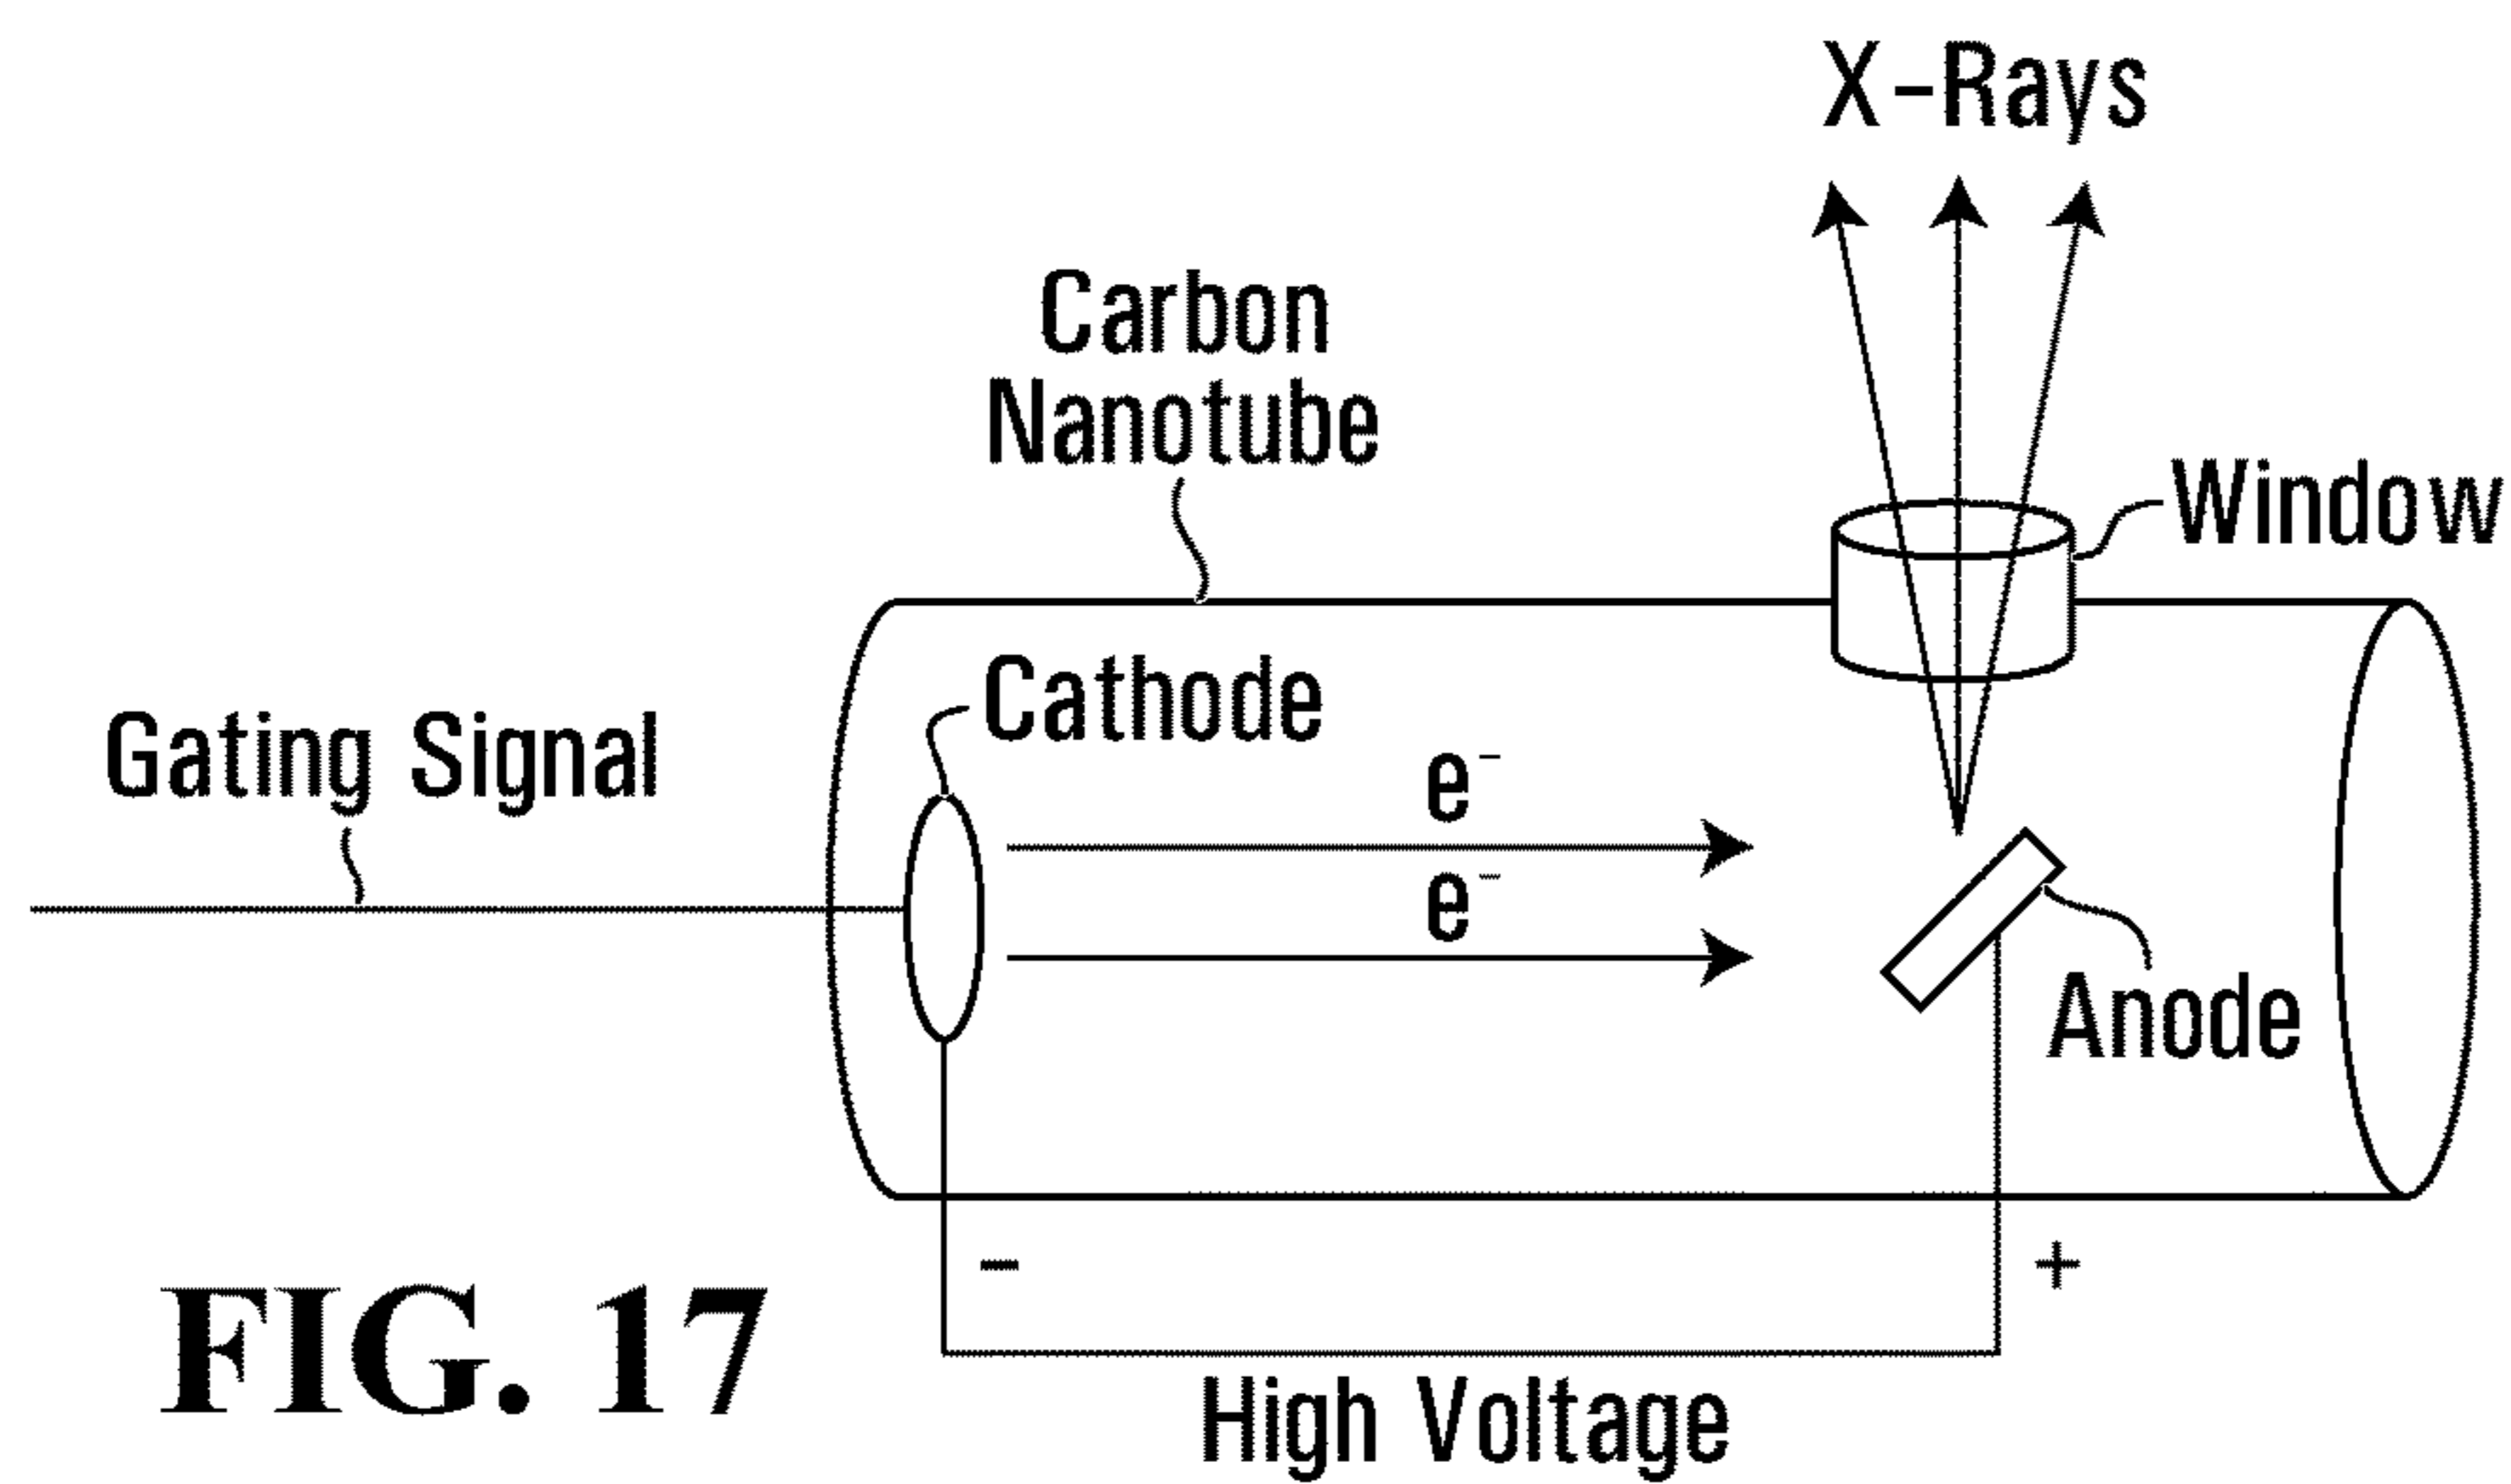 X-Rays
Carbon
Nanotube
Window
Cathode
Gating Signal
e⁻
e⁻
Anode
-
+
High Voltage
FIG. 17